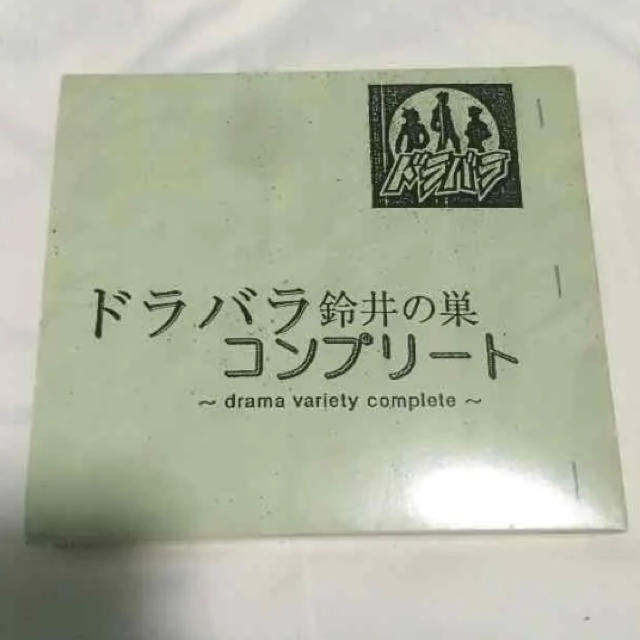 ドラバラ
ドラバラ鈴井の巣
コンプリート
～ drama variety complete ～